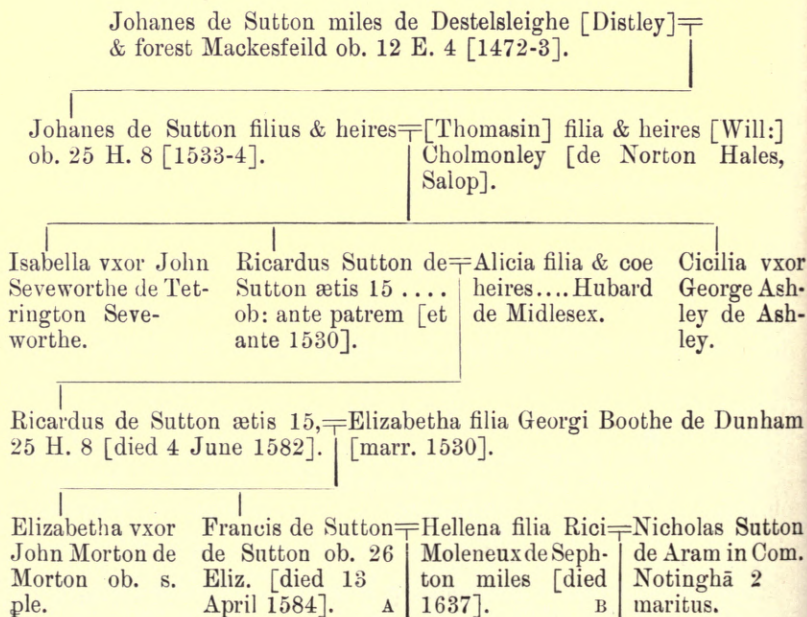 Johanes de Sutton miles de Destelsleighe [Distley]
& forest Mackesfeild ob. 12 E. 4 [1472-3].
Johanes de Sutton filius & heires=[Thomasin] filia & heires [Will:]
ob. 25 H. 8 [1533-4].
Cholmonley [de Norton Hales,
Salop].
Isabella vxor John
Seveworthe de Tet-
rington Seve-
worthe.
Ricardus Sutton de
Sutton ætis 15 ....
ob: ante patrem [et
ante 1530].
Alicia filia & coe
heires....Hubard
de Midlesex.
Cicilia vxor
George Ash-
ley de Ash-
ley.
Ricardus de Sutton ætis 15,=Elizabetha filia Georgi Boothe de Dunham
25 H. 8 [died 4 June 1582]. [marr. 1530].
Elizabetha vxor
John Morton de
Morton ob. s.
ple.
Francis de Sutton
de Sutton ob. 26
Eliz. [died 13
April 1584]. A
Hellena filia Rici
Moleneux de Seph-
ton miles [died
1637]. B
Nicholas Sutton
de Aram in Com.
Notinghā 2
maritus.